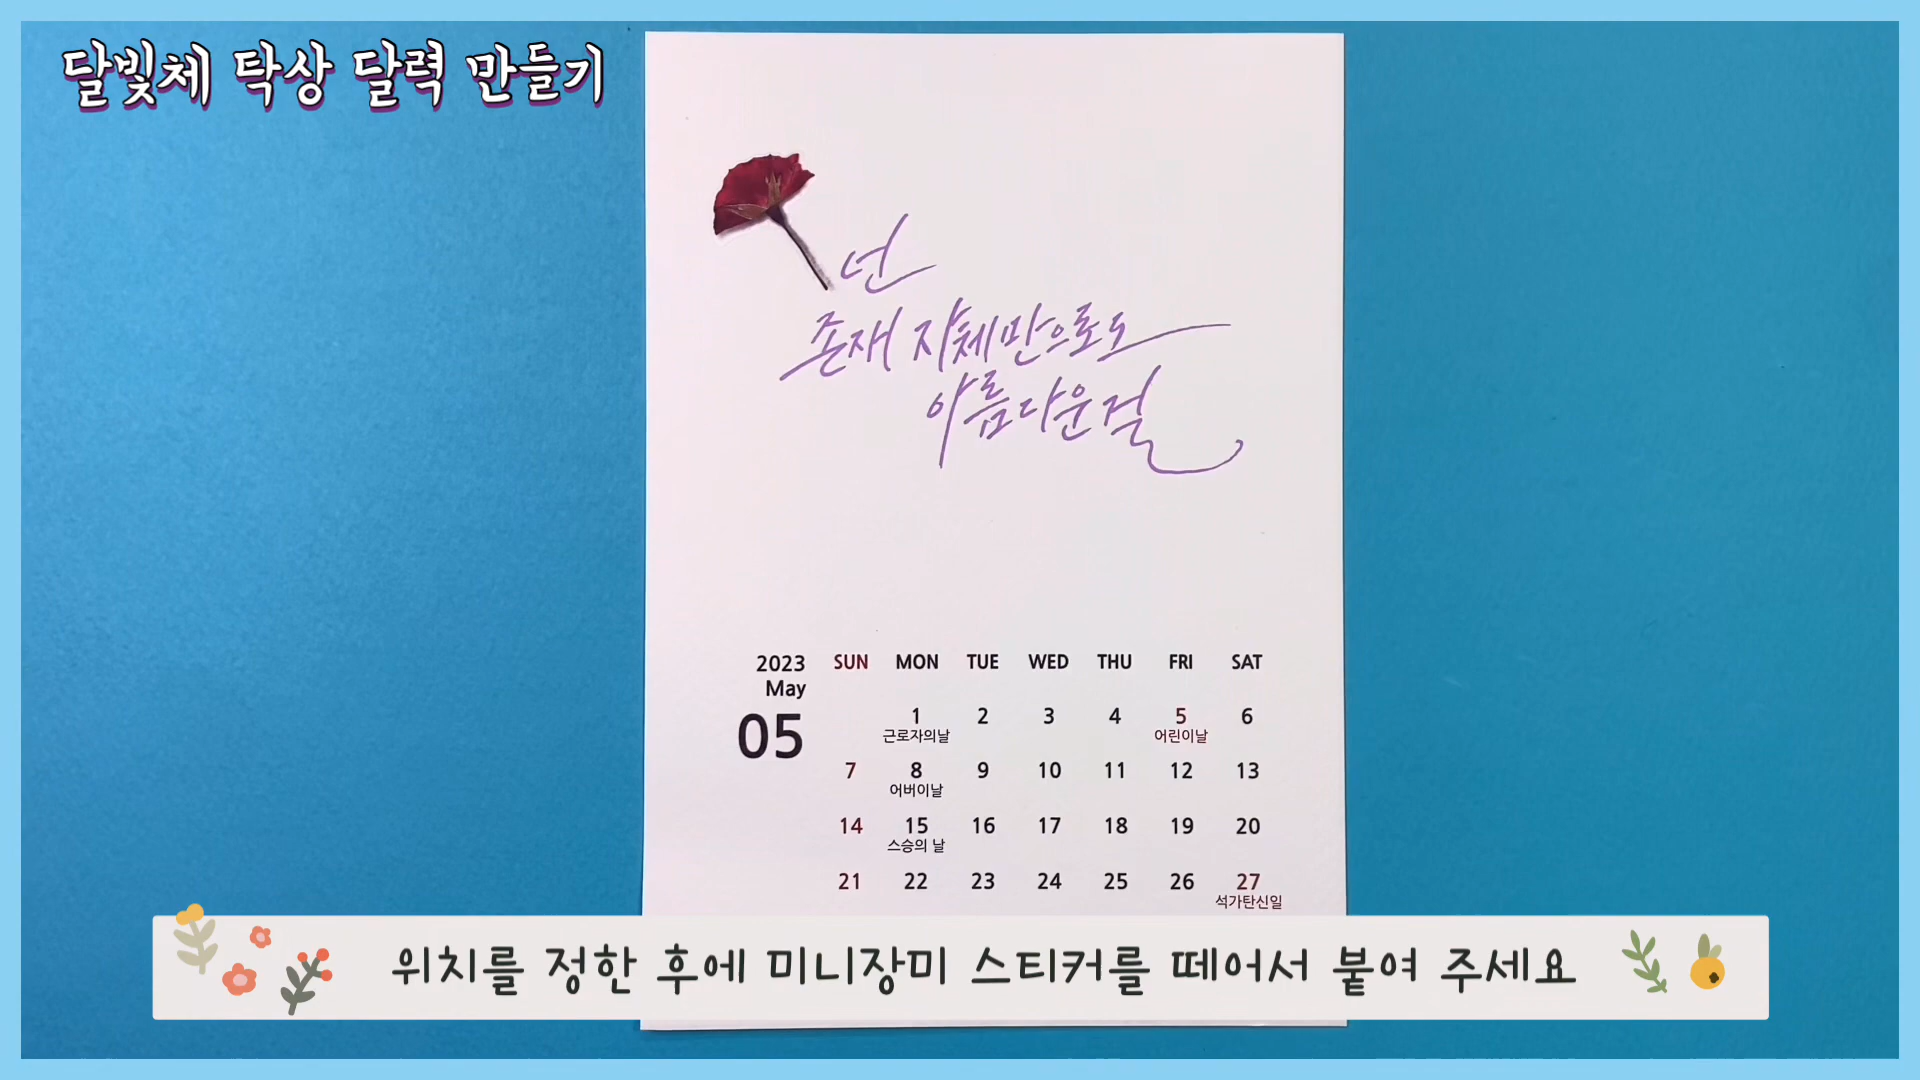 달빛체 탁상 달력 만들기
넌
존재 자체만으로도
아름다운걸
2023 SUN MON TUE WED THU FRI SAT
May
05
1 2 3 4 5 6
근로자의날 어린이날
7 8 9 10 11 12 13
어버이날
14 15 16 17 18 19 20
스승의 날
21 22 23 24 25 26 27
석가탄신일
위치를 정한 후에 미니장미 스티커를 떼어서 붙여 주세요